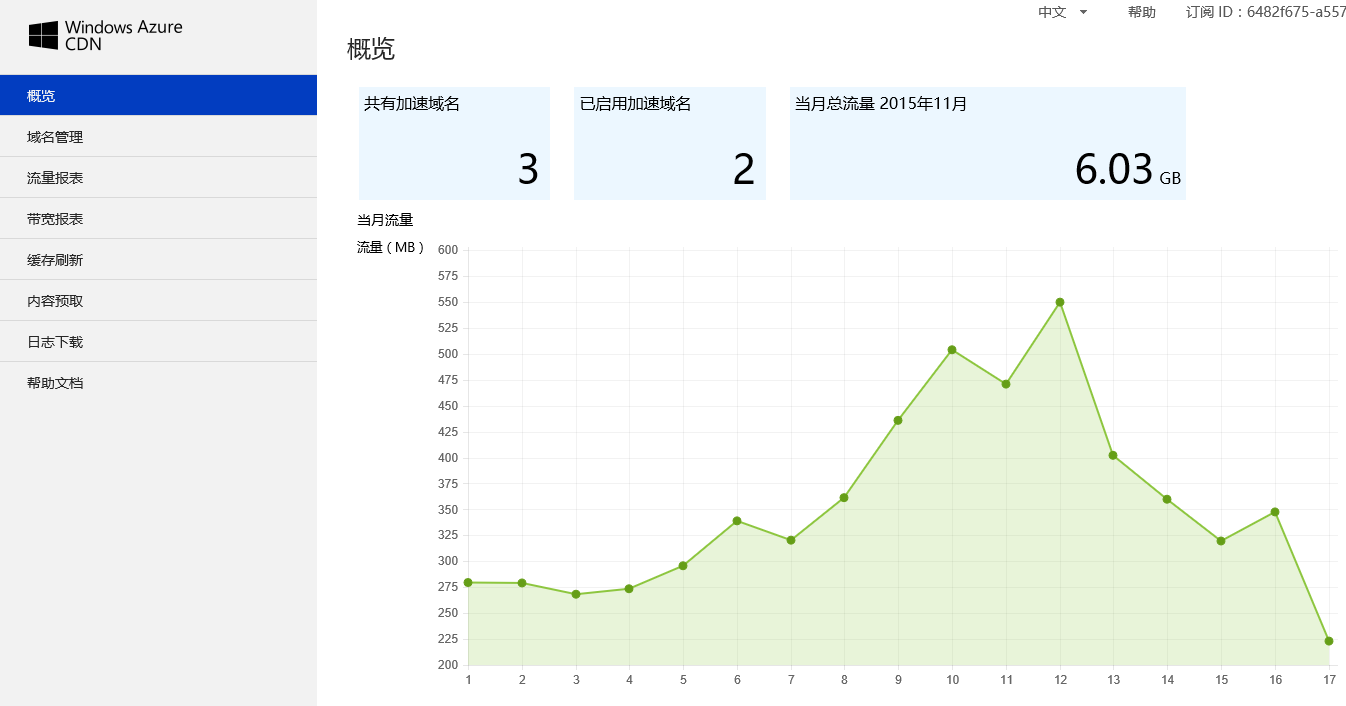 Windows Azure
CDN
中文 帮助 订阅 ID：6482f675-a557
概览
域名管理
流量报表
带宽报表
缓存刷新
内容预取
日志下载
帮助文档
概览
共有加速域名
3
已启用加速域名
2
当月总流量 2015年11月
6.03 GB
当月流量
流量 ( MB )
600
575
550
525
500
475
450
425
400
375
350
325
300
275
250
225
200
1 2 3 4 5 6 7 8 9 10 11 12 13 14 15 16 17